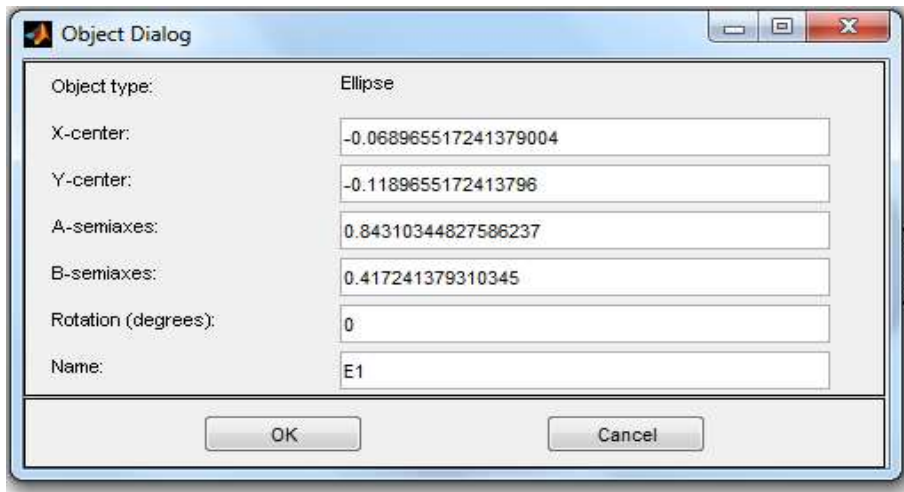 Object Dialog
Object type: Ellipse
X-center: -0.068965517241379004
Y-center: -0.1189655172413796
A-semiaxes: 0.84310344827586237
B-semiaxes: 0.417241379310345
Rotation (degrees): 0
Name: E1
OK Cancel